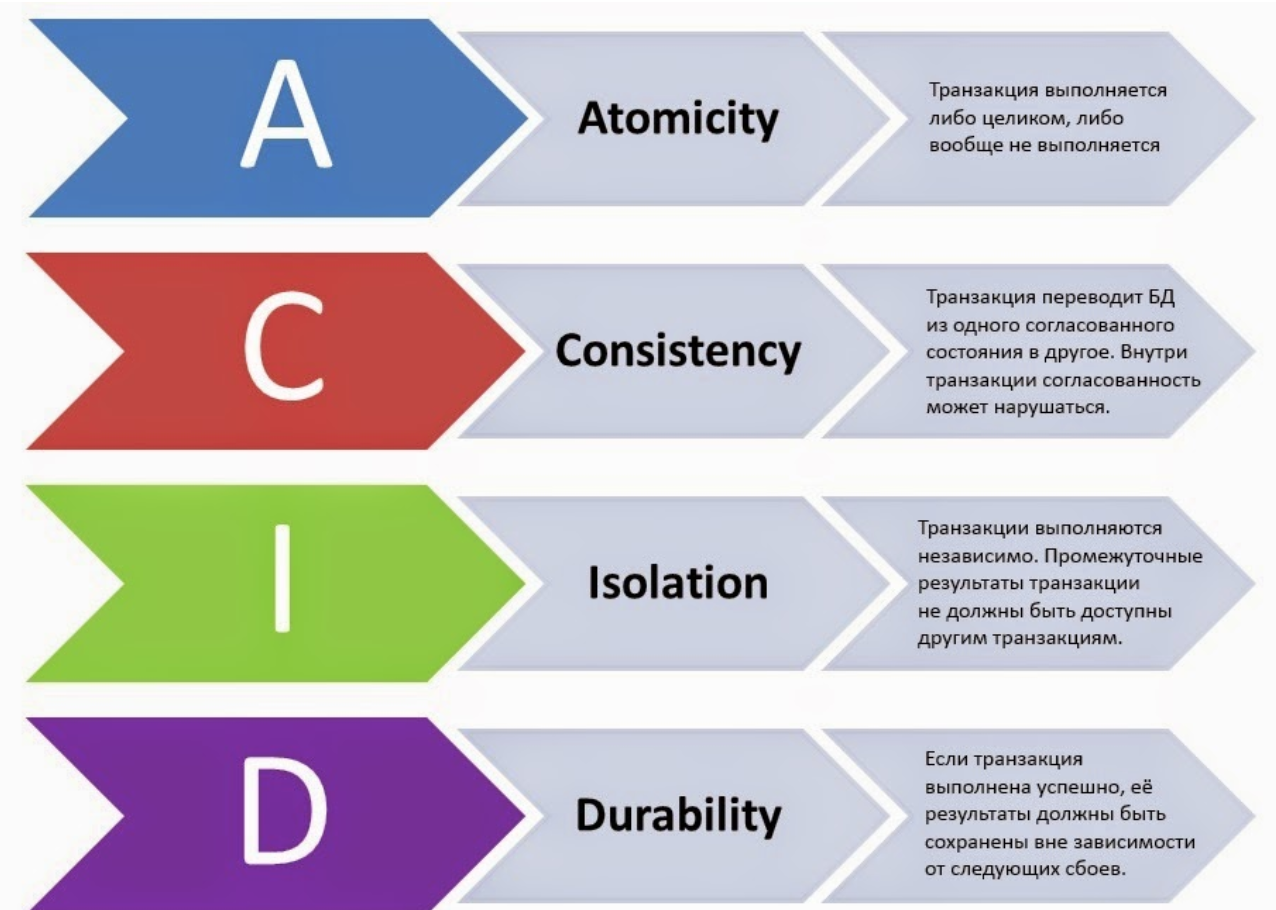 A
Atomicity
Транзакция выполняется
либо целиком, либо
вообще не выполняется
C
Consistency
Транзакция переводит БД
из одного согласованного
состояния в другое. Внутри
транзакции согласованность
может нарушаться.
I
Isolation
Транзакции выполняются
независимо. Промежуточные
результаты транзакции
не должны быть доступны
другим транзакциям.
D
Durability
Если транзакция
выполнена успешно, её
результаты должны быть
сохранены вне зависимости
от следующих сбоев.